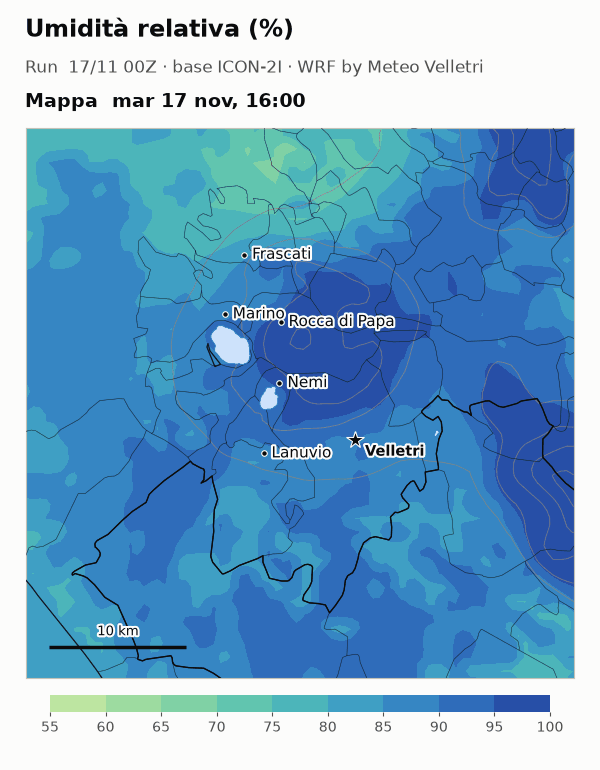 Umidità relativa (%)
Run  17/11 00Z · base ICON-2I · WRF by Meteo Velletri
Mappa  mar 17 nov, 16:00
Frascati
Marino
Rocca di Papa
Nemi
Velletri
Lanuvio
10 km
55 60 65 70 75 80 85 90 95 100